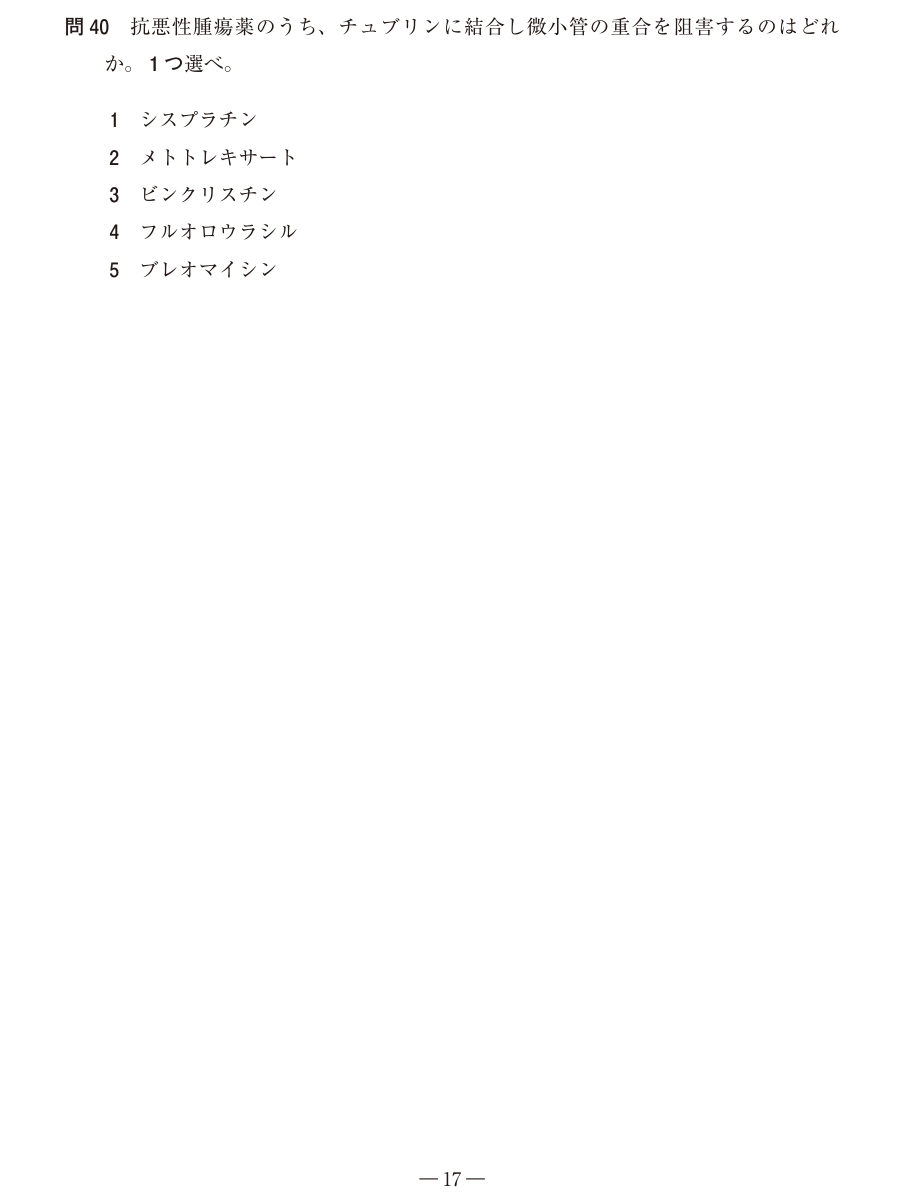 問 40　抗悪性腫瘍薬のうち、チュブリンに結合し微小管の重合を阻害するのはどれ
か。1つ選べ。
1　シスプラチン
2　メトトレキサート
3　ビンクリスチン
4　フルオロウラシル
5　ブレオマイシン
― 17 ―